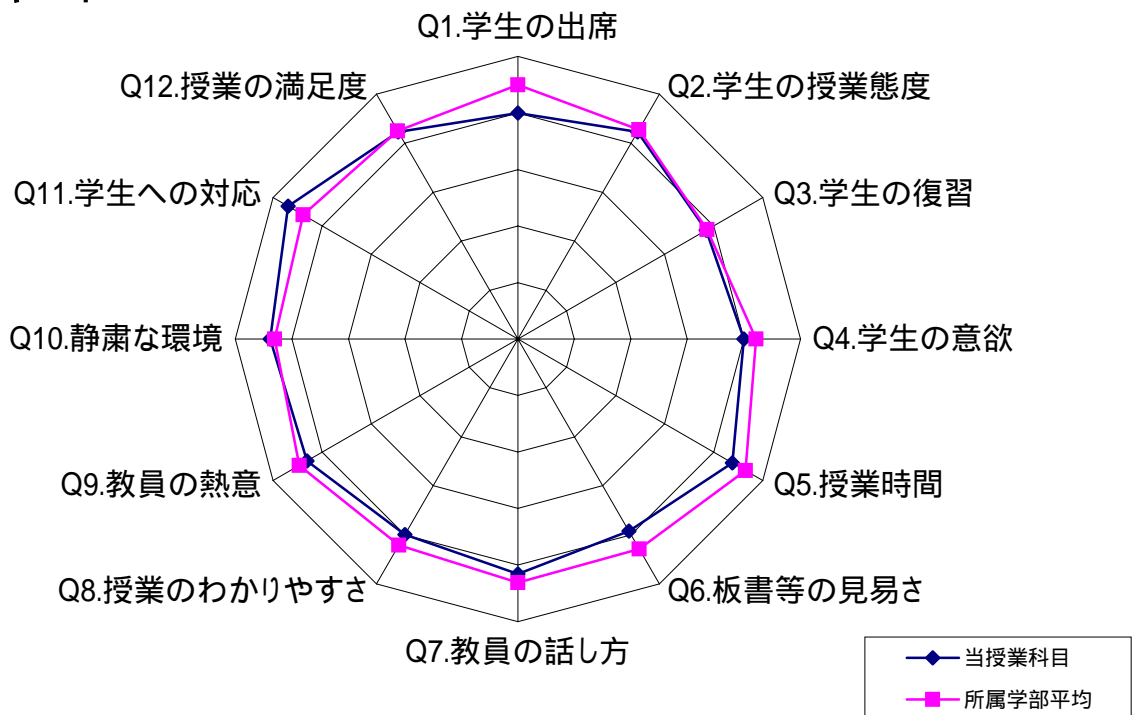 Q1.学生の出席
Q2.学生の授業態度
Q3.学生の復習
Q4.学生の意欲
Q5.授業時間
Q6.板書等の見易さ
Q7.教員の話し方
Q8.授業のわかりやすさ
Q9.教員の熱意
Q10.静粛な環境
Q11.学生への対応
Q12.授業の満足度
当授業科目
所属学部平均